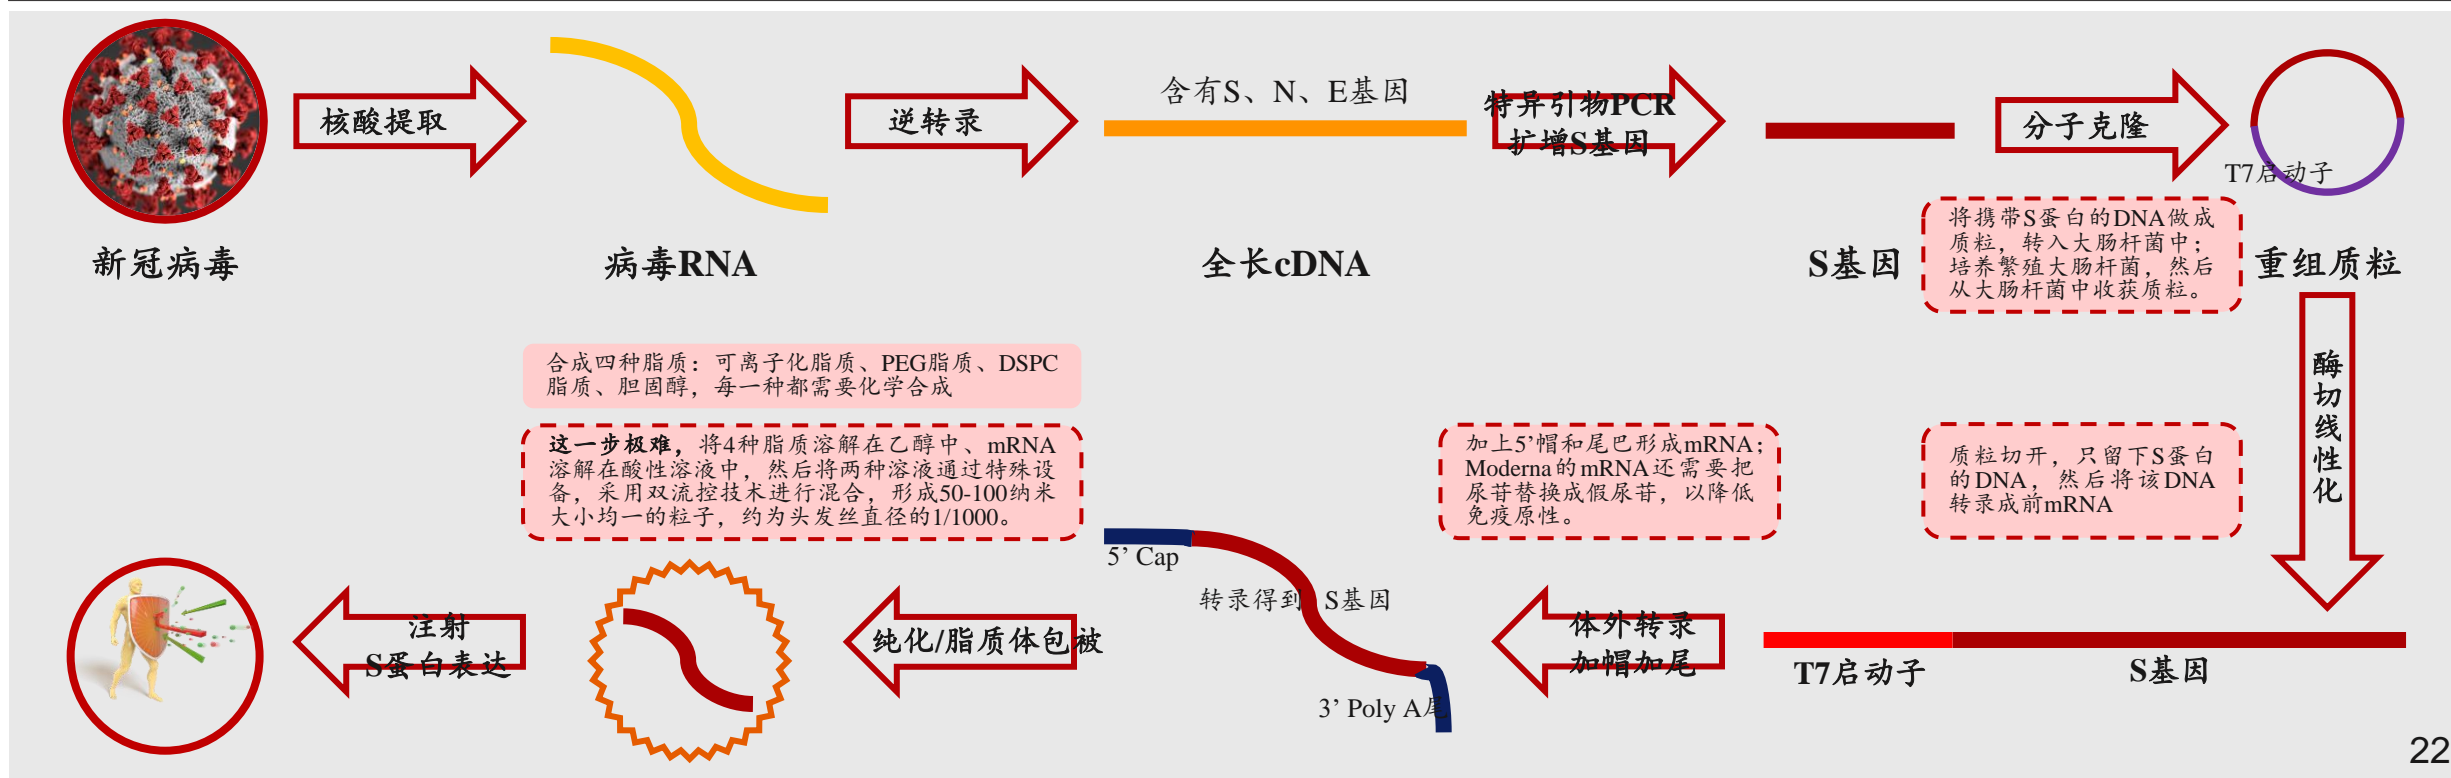 核酸提取
逆转录
含有S、N、E基因
特异引物PCR
扩增S基因
分子克隆
T7启动子
新冠病毒
病毒RNA
全长cDNA
S基因
将携带S蛋白的DNA做成
质粒，转入大肠杆菌中；
培养繁殖大肠杆菌，然后
从大肠杆菌中收获质粒。
重组质粒
酶切线性化
合成四种脂质：可离子化脂质、PEG脂质、DSPC
脂质、胆固醇，每一种都需要化学合成
这一步极难，将4种脂质溶解在乙醇中、mRNA
溶解在酸性溶液中，然后将两种溶液通过特殊设
备，采用双流控技术进行混合，形成50-100纳米
大小均一的粒子，约为头发丝直径的1/1000。
加上5’帽和尾巴形成mRNA；
Moderna的mRNA还需要把
尿苷替换成假尿苷，以降低
免疫原性。
质粒切开，只留下S蛋白
的DNA，然后将该DNA
转录成前mRNA
T7启动子
S基因
体外转录
加帽加尾
5’ Cap
转录得到 S基因
3’ Poly A尾
纯化/脂质体包被
注射
S蛋白表达
22